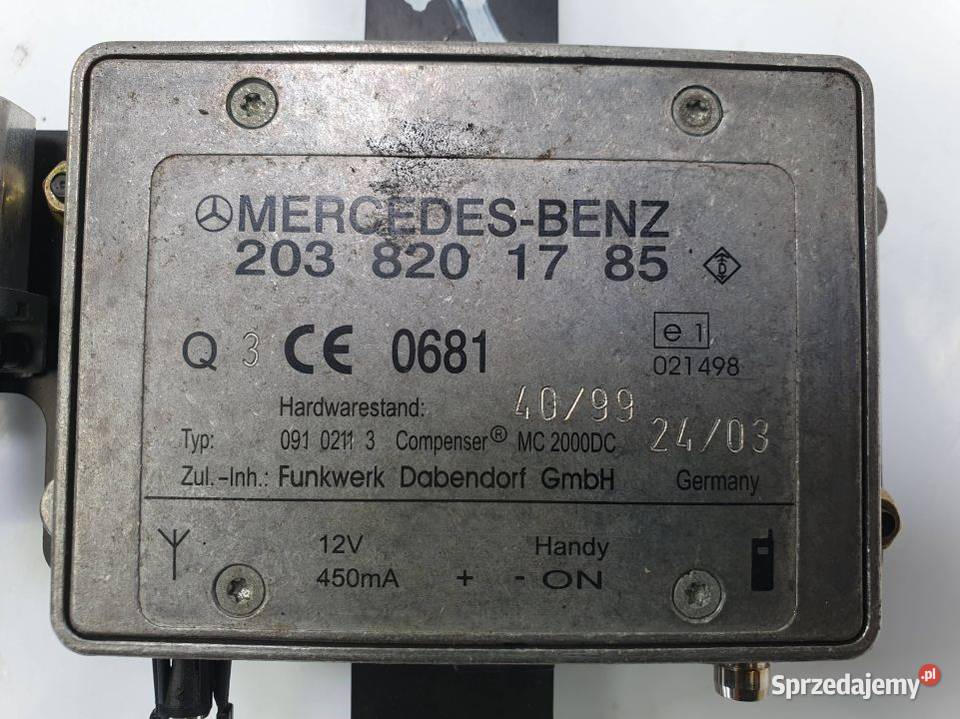 MERCEDES-BENZ
203 820 17 85
Q 3 CE 0681
e 1
021498
Hardwarestand: 40/99
Typ: 091 0211 3 Compenser® MC 2000DC 24/03
Zul.-Inh.: Funkwerk Dabendorf GmbH Germany
12V Handy
450mA + - ON
Sprzedajemy.pl